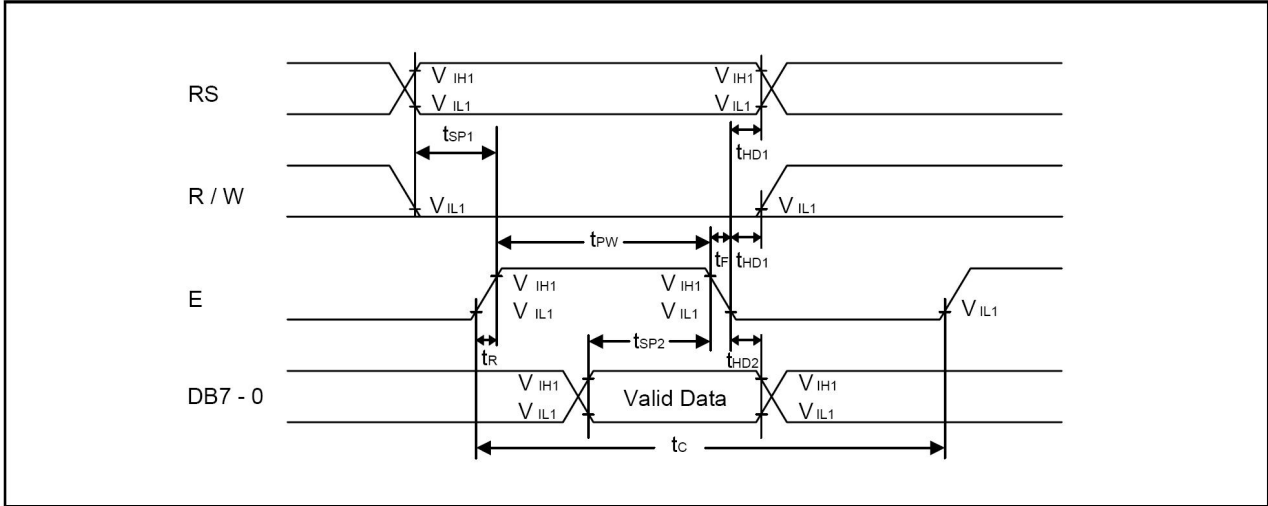 RS
V IH1
V IL1
V IH1
V IL1
tSP1
tHD1
R / W
V IL1
V IL1
tPW
tF
tHD1
E
V IH1
V IL1
V IH1
V IL1
V IL1
tR
tSP2
tHD2
DB7 - 0
V IH1
V IL1
Valid Data
V IH1
V IL1
tC